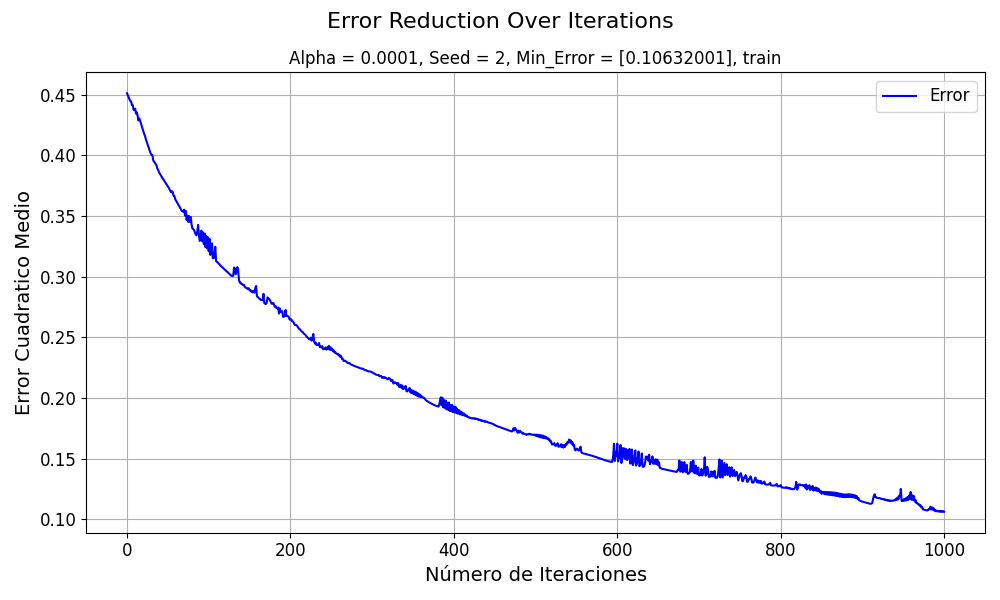 Error Reduction Over Iterations
Alpha = 0.0001, Seed = 2, Min_Error = [0.10632001], train
Error
Error Cuadratico Medio
0.45
0.40
0.35
0.30
0.25
0.20
0.15
0.10
0 200 400 600 800 1000
Número de Iteraciones